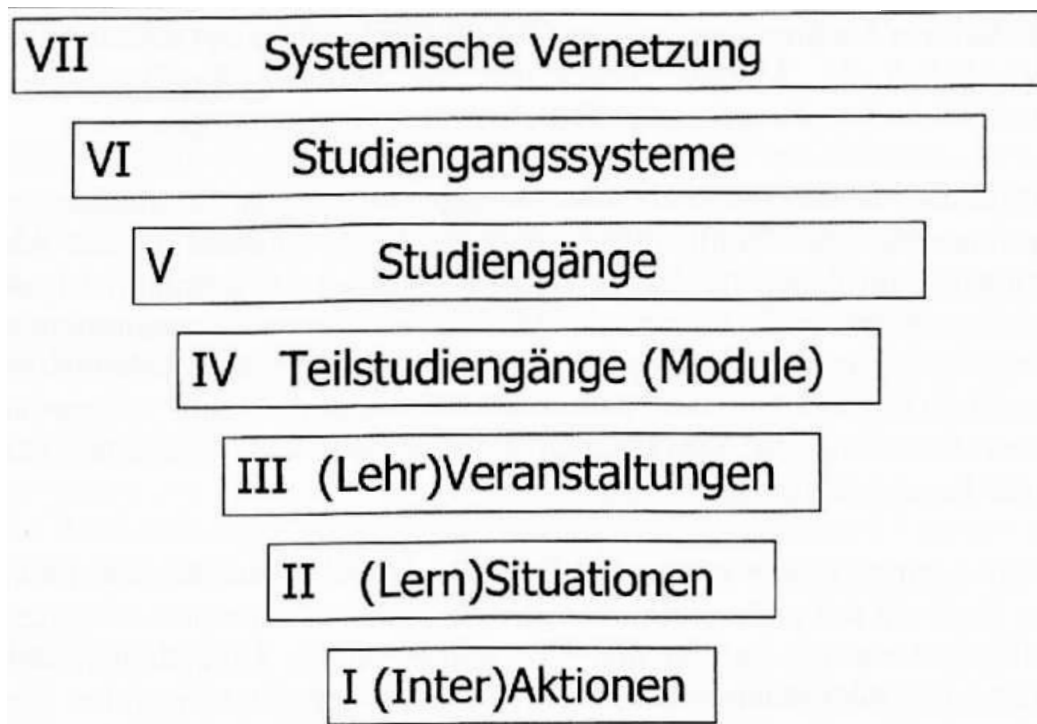 VII Systemische Vernetzung
VI Studiengangssysteme
V Studiengänge
IV Teilstudiengänge (Module)
III (Lehr)Veranstaltungen
II (Lern)Situationen
I (Inter)Aktionen